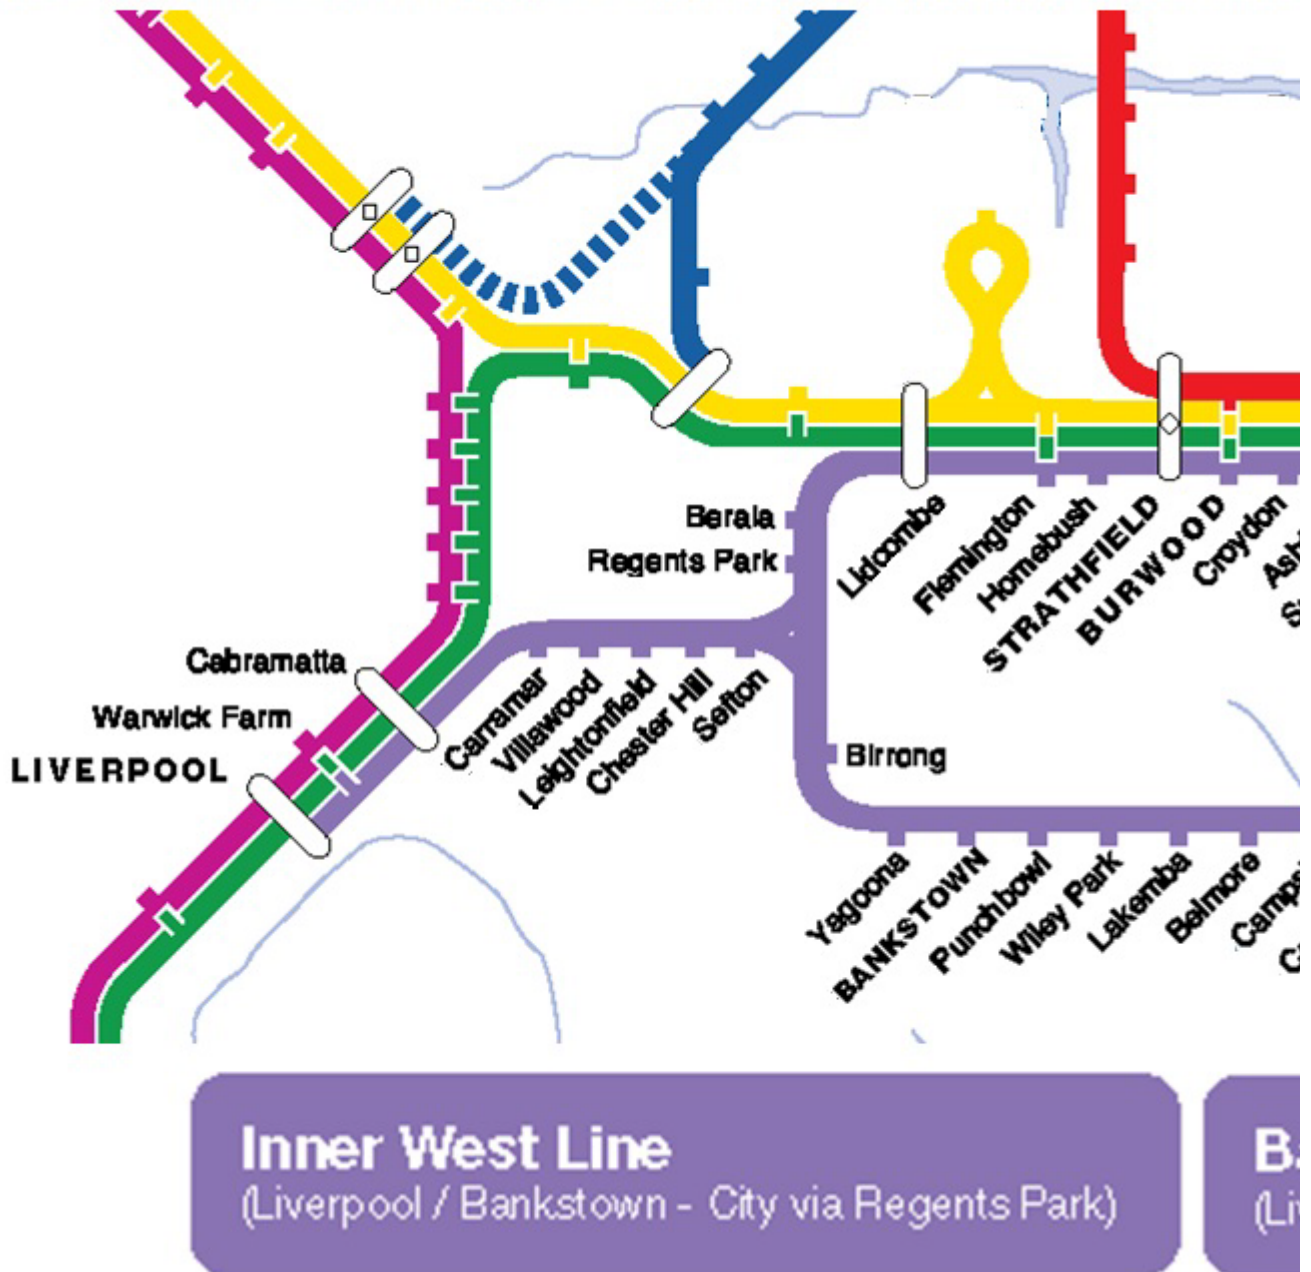 Berala
Regents Park
Lidcombe
Flemington
Homebush
STRATHFIELD
BURWOOD
Croydon
Cabramatta
Warwick Farm
LIVERPOOL
Carramar
Villawood
Leightonfield
Chester Hill
Sefton
Birrong
Yagoona
BANKSTOWN
Punchbowl
Wiley Park
Lakemba
Belmore
Inner West Line
(Liverpool / Bankstown - City via Regents Park)